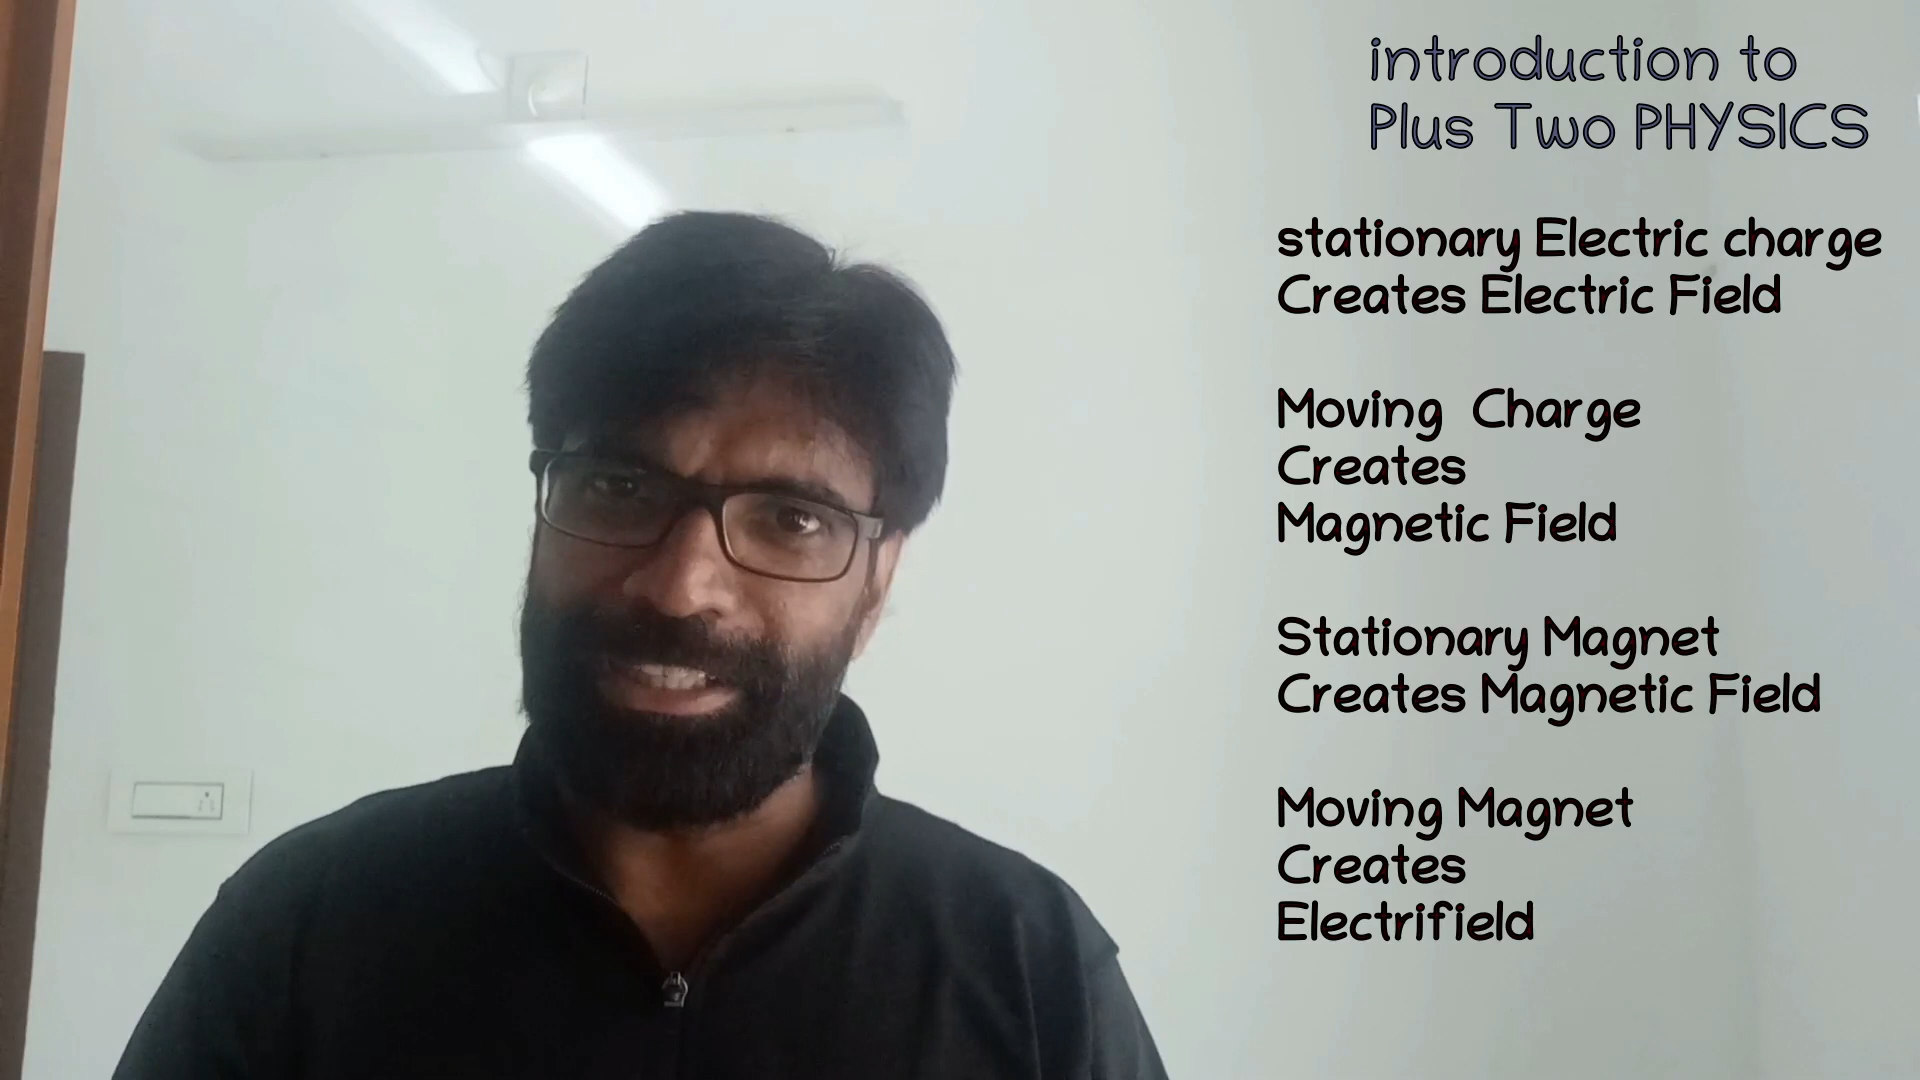 introduction to
Plus Two PHYSICS
stationary Electric charge
Creates Electric Field
Moving Charge
Creates
Magnetic Field
Stationary Magnet
Creates Magnetic Field
Moving Magnet
Creates
Electrifield